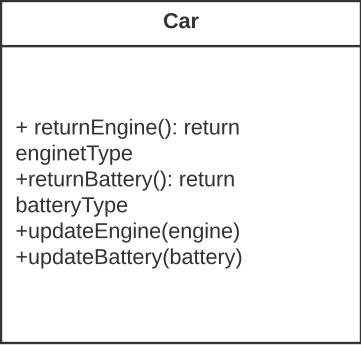 Car
+ returnEngine(): return
enginetType
+returnBattery(): return
batteryType
+updateEngine(engine)
+updateBattery(battery)